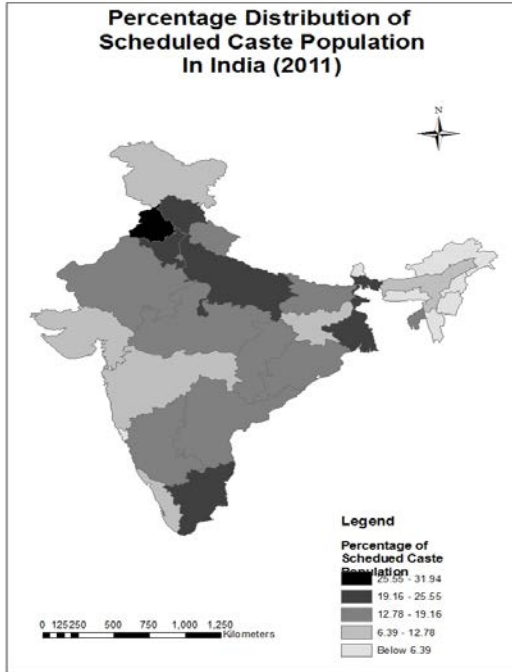 Percentage Distribution of
Scheduled Caste Population
In India (2011)
N
Legend
Percentage of
Schedued Caste
Population
25.55 - 31.94
19.16 - 25.55
12.78 - 19.16
6.39 - 12.78
Below 6.39
0 125250 500 750 1,000 1,250
Kilometers